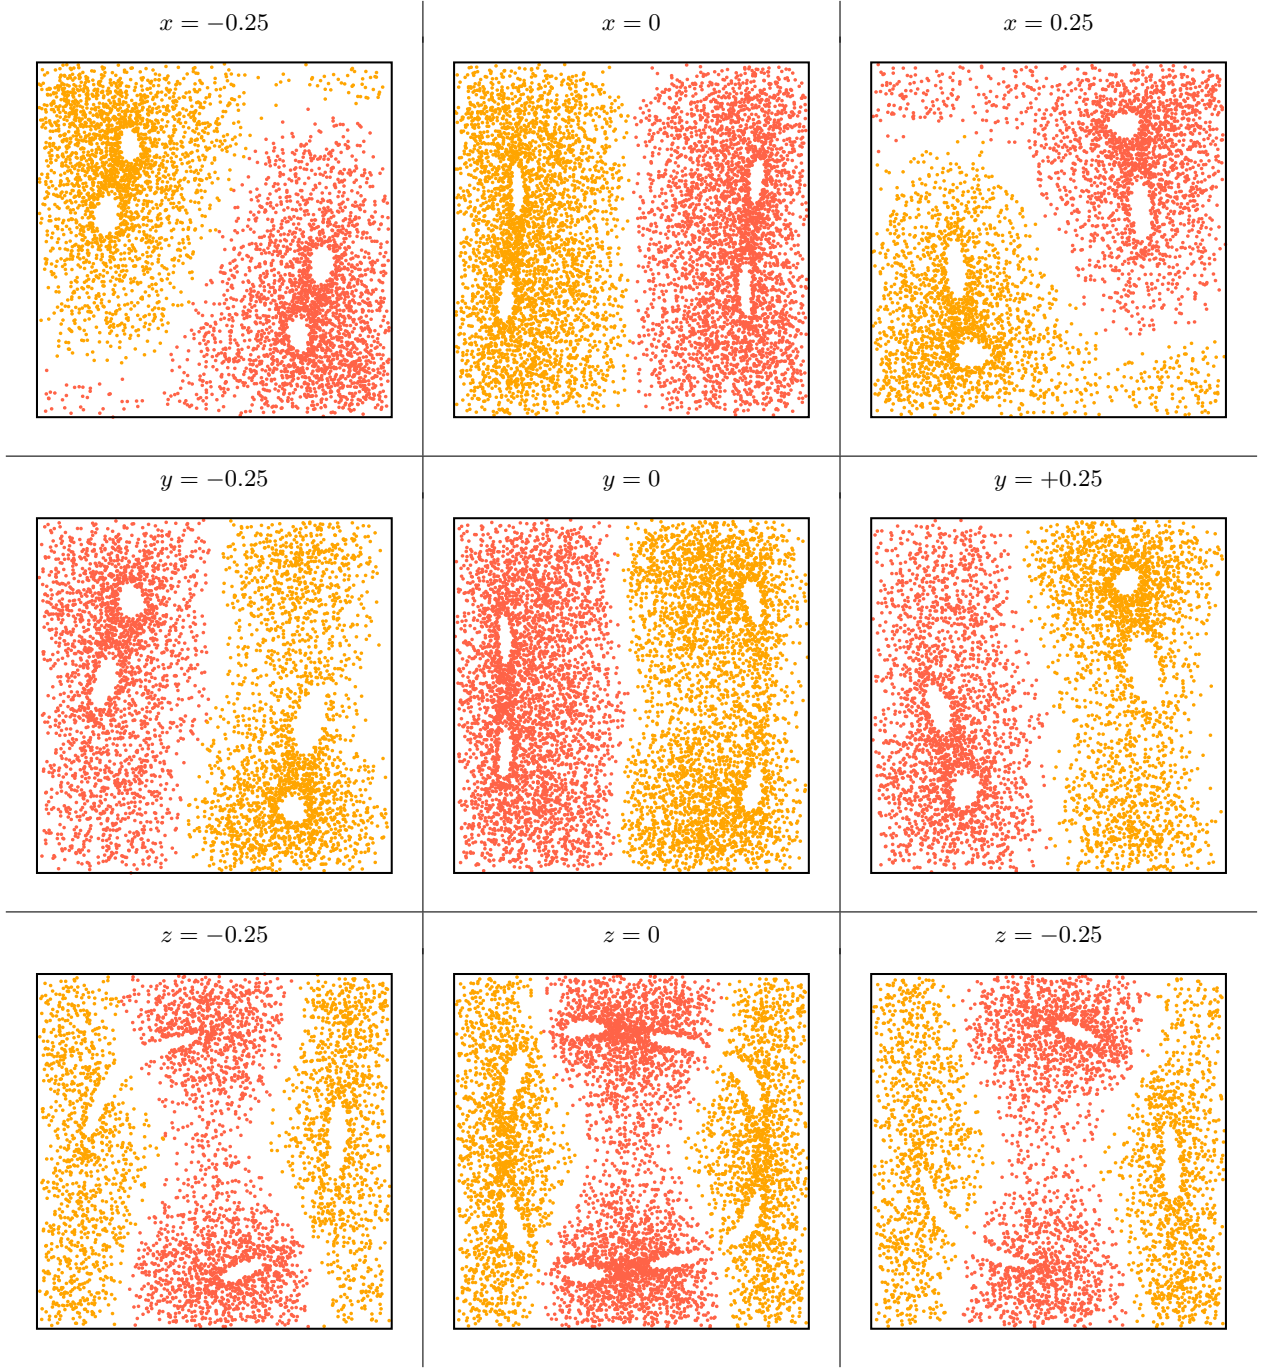 x = −0.25
x = 0
x = 0.25
y = −0.25
y = 0
y = +0.25
z = −0.25
z = 0
z = −0.25